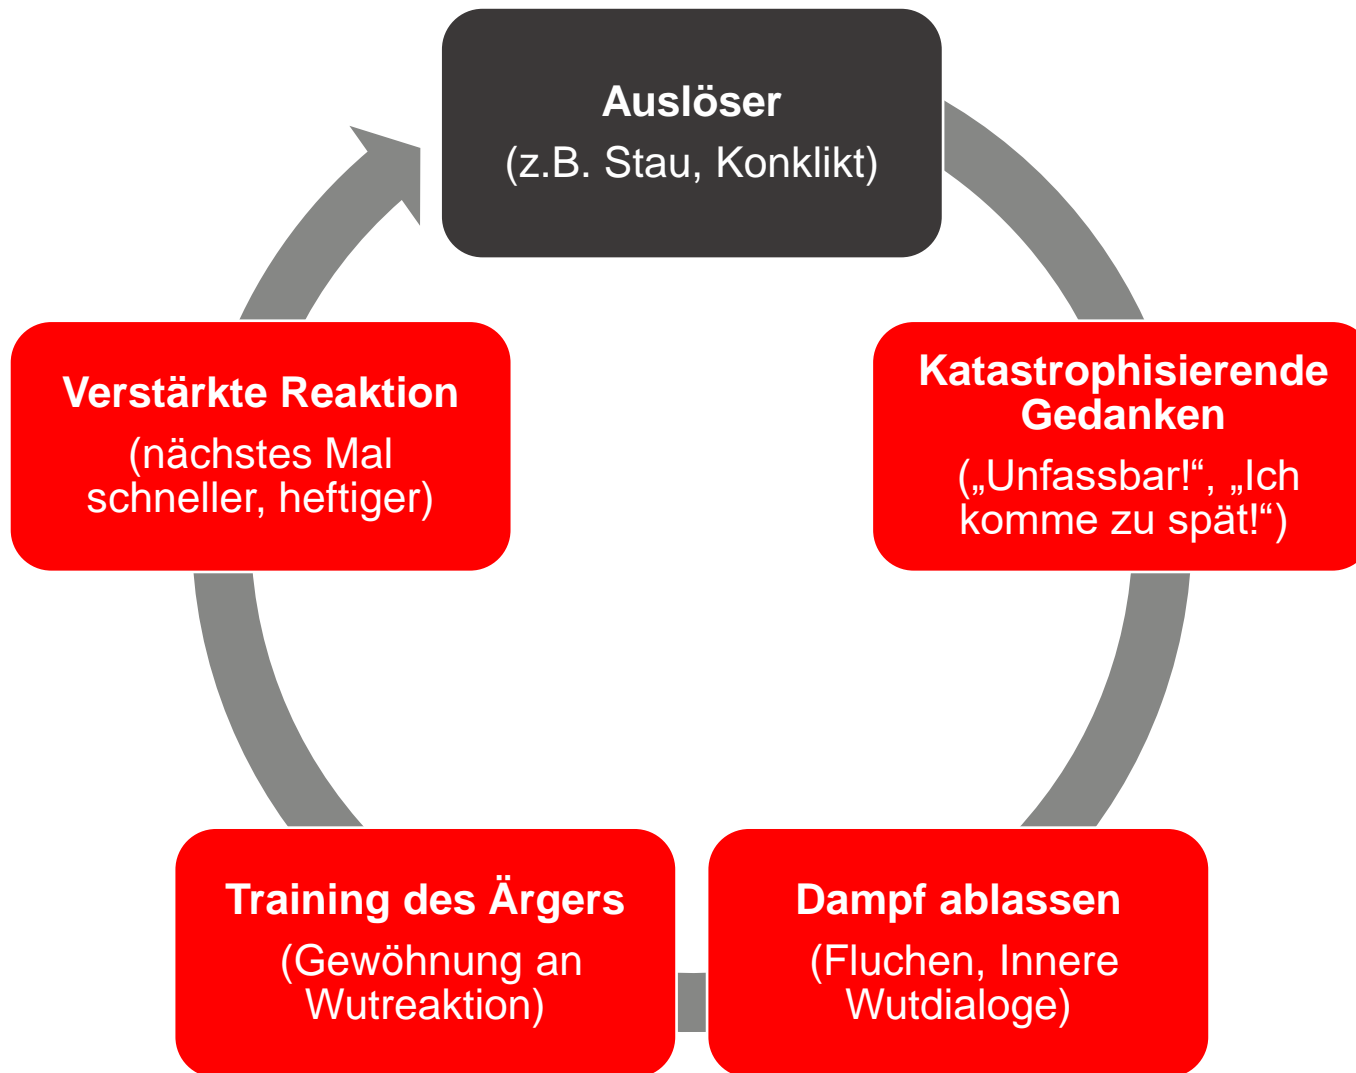 Auslöser
(z.B. Stau, Konklikt)
Katastrophisierende
Gedanken
(„Unfassbar!“, „Ich
komme zu spät!“)
Dampf ablassen
(Fluchen, Innere
Wutdialoge)
Training des Ärgers
(Gewöhnung an
Wutreaktion)
Verstärkte Reaktion
(nächstes Mal
schneller, heftiger)